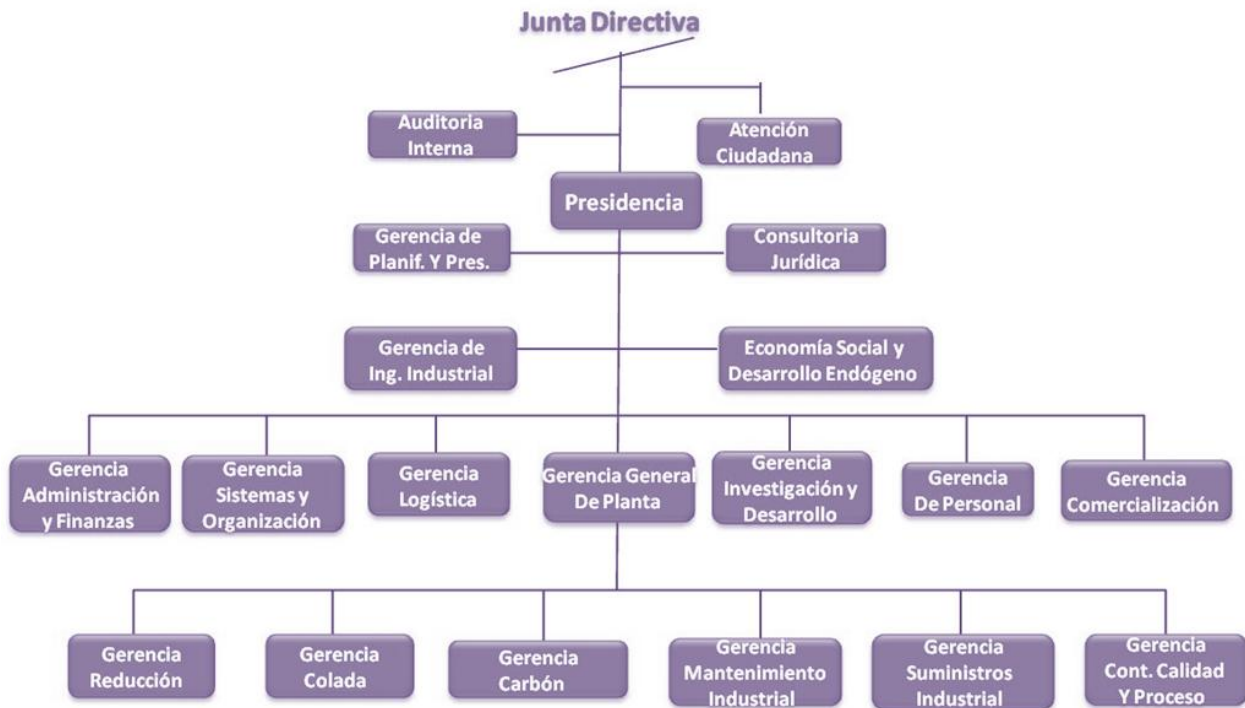 Junta Directiva
Auditoria
Interna
Atención
Ciudadana
Presidencia
Gerencia de
Planif. Y Pres.
Consultoria
Jurídica
Gerencia de
Ing. Industrial
Economía Social y
Desarrollo Endógeno
Gerencia
Administración
y Finanzas
Gerencia
Sistemas y
Organización
Gerencia
Logística
Gerencia General
De Planta
Gerencia
Investigación y
Desarrollo
Gerencia
De Personal
Gerencia
Comercialización
Gerencia
Reducción
Gerencia
Colada
Gerencia
Carbón
Gerencia
Mantenimiento
Industrial
Gerencia
Suministros
Industrial
Gerencia
Cont. Calidad
Y Proceso